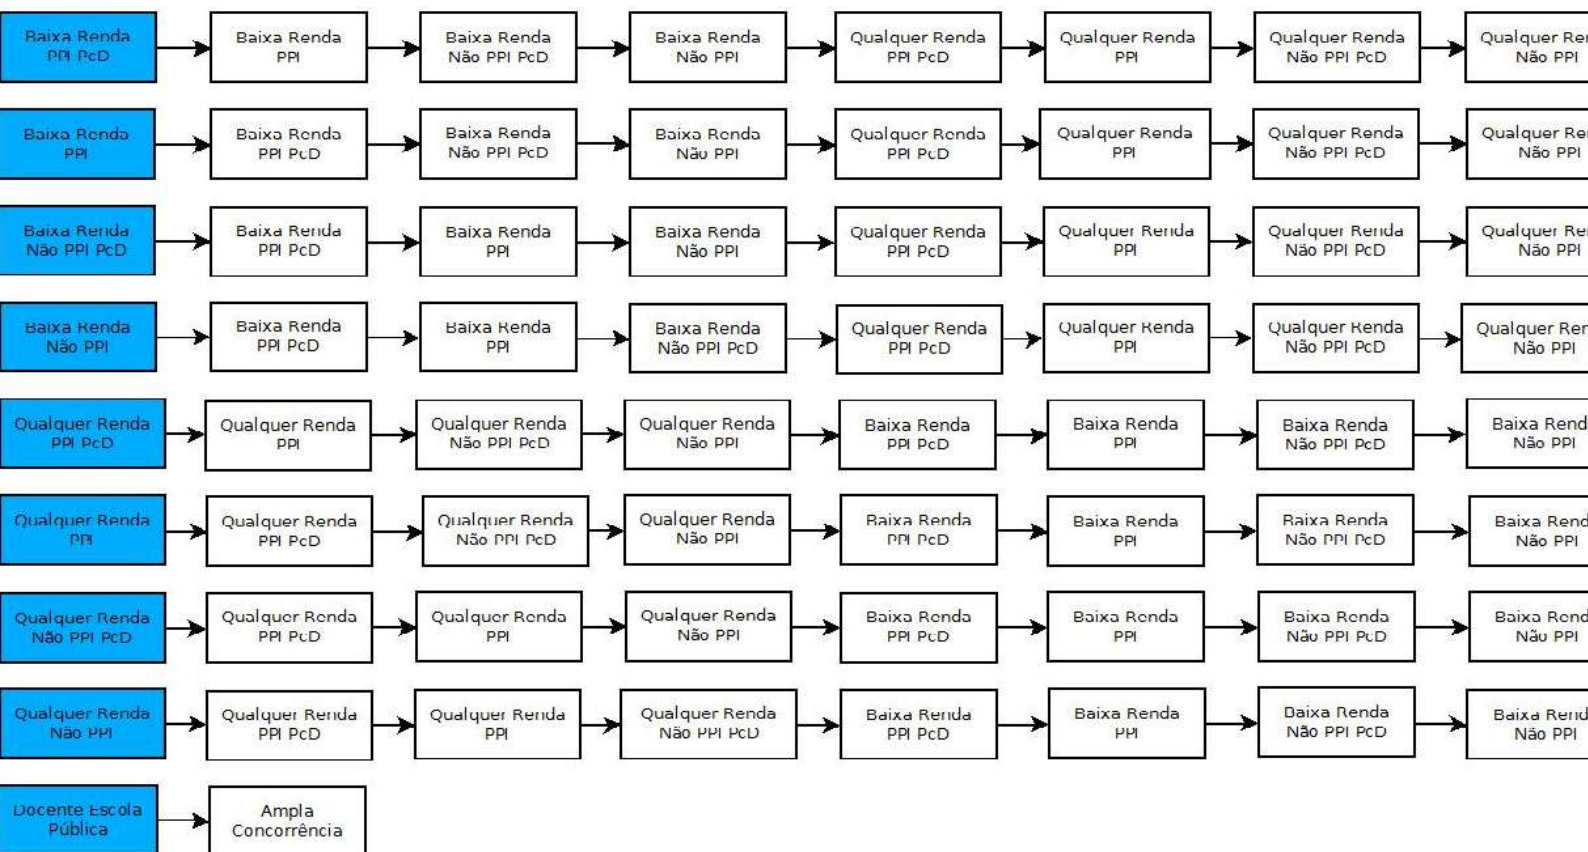 Baixa Renda
PPI PcD
Baixa Renda
PPI
Baixa Renda
Não PPI PcD
Baixa Renda
Não PPI
Qualquer Renda
PPI PcD
Qualquer Renda
PPI
Qualquer Renda
Não PPI PcD
Qualquer
Não PPI
Baixa Renda
PPI
Baixa Renda
PPI PcD
Baixa Renda
Não PPI PcD
Baixa Renda
Não PPI
Qualquer Renda
PPI PcD
Qualquer Renda
PPI
Qualquer Renda
Não PPI PcD
Qualquer
Não PPI
Baixa Renda
Não PPI PcD
Baixa Renda
PPI PcD
Baixa Renda
PPI
Baixa Renda
Não PPI
Qualquer Renda
PPI PcD
Qualquer Renda
PPI
Qualquer Renda
Não PPI PcD
Qualquer
Não PPI
Baixa Renda
Não PPI
Baixa Renda
PPI PcD
Baixa Renda
PPI
Baixa Renda
Não PPI PcD
Qualquer Renda
PPI PcD
Qualquer Renda
PPI
Qualquer Renda
Não PPI PcD
Qualquer
Não PPI
Qualquer Renda
PPI PcD
Qualquer Renda
PPI
Qualquer Renda
Não PPI PcD
Qualquer Renda
Não PPI
Baixa Renda
PPI PcD
Baixa Renda
PPI
Baixa Renda
Não PPI PcD
Baixa
Não PPI
Qualquer Renda
PPI
Qualquer Renda
PPI PcD
Qualquer Renda
Não PPI PcD
Qualquer Renda
Não PPI
Baixa Renda
PPI PcD
Baixa Renda
PPI
Baixa Renda
Não PPI PcD
Baixa
Não PPI
Qualquer Renda
Não PPI PcD
Qualquer Renda
PPI PcD
Qualquer Renda
PPI
Qualquer Renda
Não PPI
Baixa Renda
PPI PcD
Baixa Renda
PPI
Baixa Renda
Não PPI PcD
Baixa
Não PPI
Qualquer Renda
Não PPI
Qualquer Renda
PPI PcD
Qualquer Renda
PPI
Qualquer Renda
Não PPI PcD
Baixa Renda
PPI PcD
Baixa Renda
PPI
Baixa Renda
Não PPI PcD
Baixa
Não PPI
Docente Escola
Pública
Ampla
Concorrência